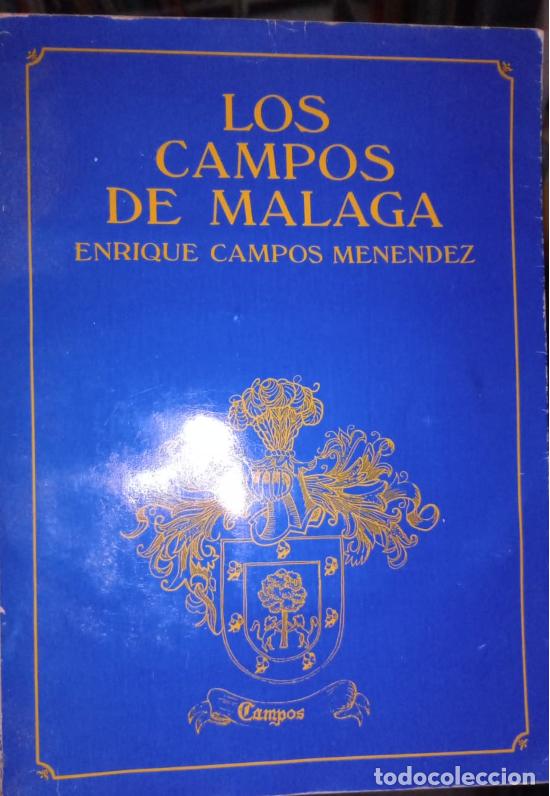 LOS
CAMPOS
DE MALAGA
ENRIQUE CAMPOS MENENDEZ
Campos
todocoleccion